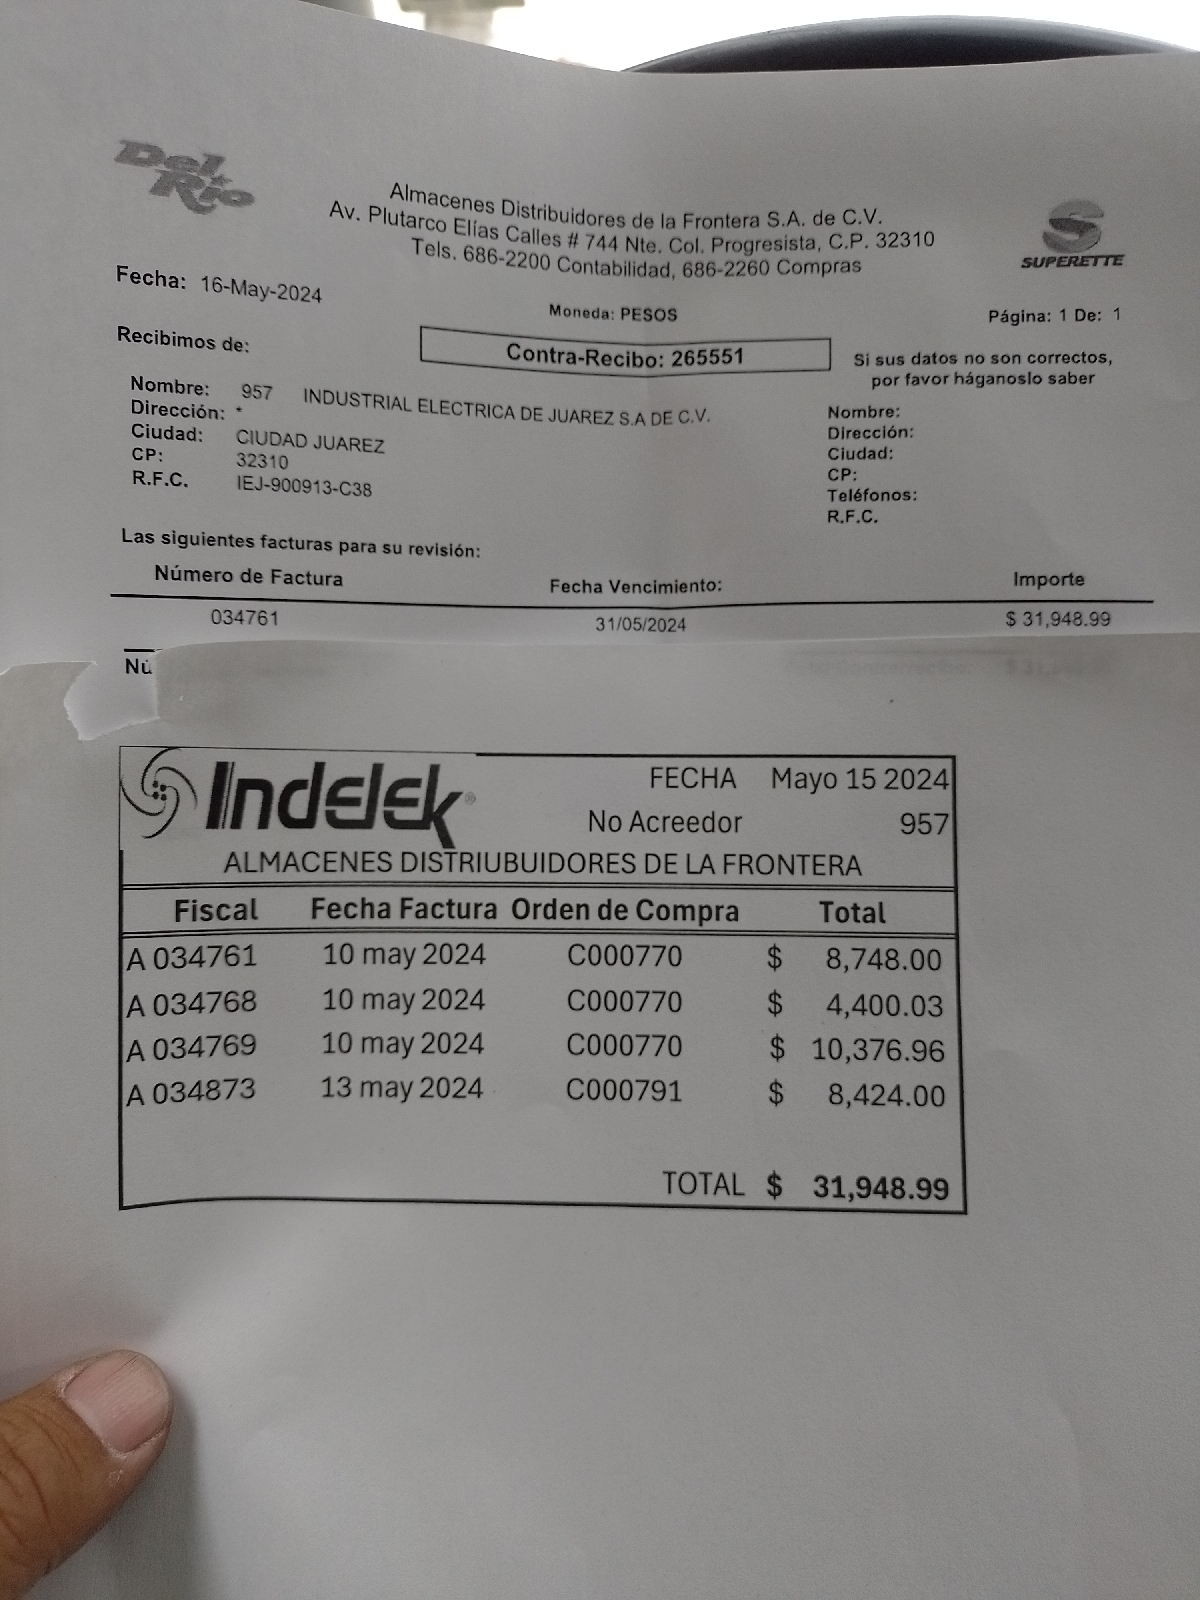 Del Rio
Almacenes Distribuidores de la Frontera S.A. de C.V.
Av. Plutarco Elías Calles # 744 Nte. Col. Progresista, C.P. 32310
Tels. 686-2200 Contabilidad, 686-2260 Compras
SUPERETTE
Fecha: 16-May-2024
Moneda: PESOS
Página: 1 De: 1
Recibimos de:
Contra-Recibo: 265551
Si sus datos no son correctos,
por favor háganoslo saber
Nombre: 957 INDUSTRIAL ELECTRICA DE JUAREZ S.A DE C.V.
Dirección: *
Ciudad: CIUDAD JUAREZ
CP: 32310
R.F.C. IEJ-900913-C38
Nombre:
Dirección:
Ciudad:
CP:
Teléfonos:
R.F.C.
Las siguientes facturas para su revisión:
Número de Factura Fecha Vencimiento: Importe
034761 31/05/2024 $ 31,948.99
Nú
Indelek®
FECHA Mayo 15 2024
No Acreedor 957
ALMACENES DISTRIUBUIDORES DE LA FRONTERA
Fiscal Fecha Factura Orden de Compra Total
A 034761 10 may 2024 C000770 $ 8,748.00
A 034768 10 may 2024 C000770 $ 4,400.03
A 034769 10 may 2024 C000770 $ 10,376.96
A 034873 13 may 2024 C000791 $ 8,424.00
TOTAL $ 31,948.99